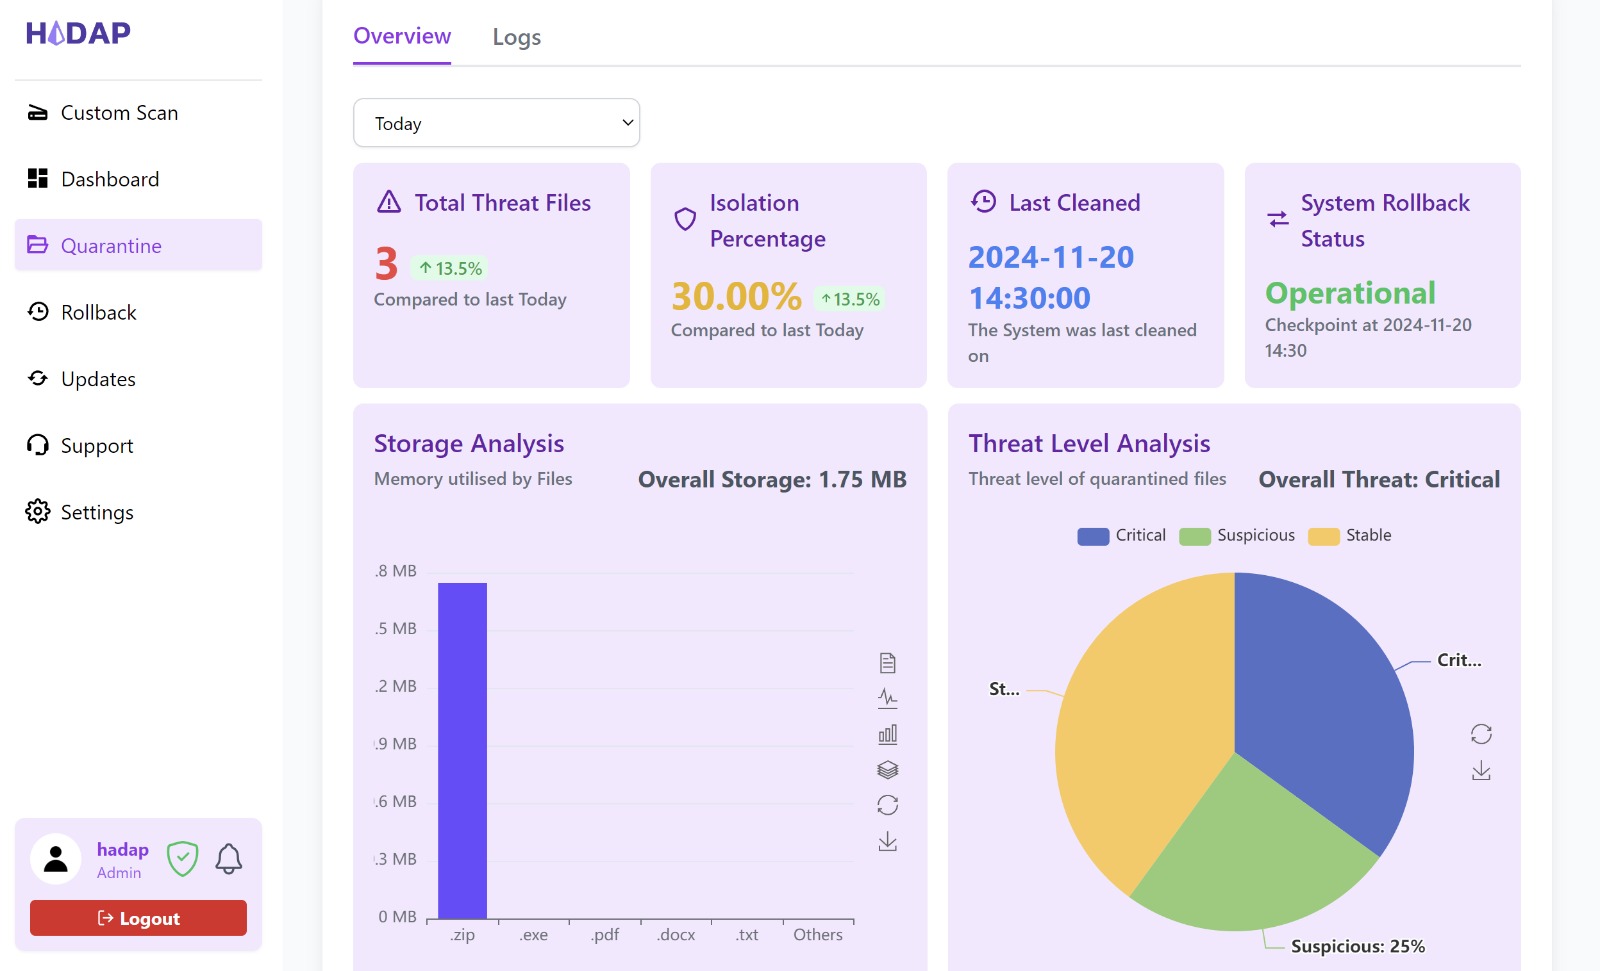 HADAP
Custom Scan
Dashboard
Quarantine
Rollback
Updates
Support
Settings
hadap
Admin
Logout
Overview
Logs
Today
Total Threat Files
3
13.5%
Compared to last Today
Isolation
Percentage
30.00%
13.5%
Compared to last Today
Last Cleaned
2024-11-20
14:30:00
The System was last cleaned
on
System Rollback
Status
Operational
Checkpoint at 2024-11-20
14:30
Storage Analysis
Memory utilised by Files
Overall Storage: 1.75 MB
.8 MB
.5 MB
.2 MB
.9 MB
.6 MB
.3 MB
0 MB
.zip
.exe
.pdf
.docx
.txt
Others
Threat Level Analysis
Threat level of quarantined files
Overall Threat: Critical
Critical
Suspicious
Stable
Crit...
St...
Suspicious: 25%